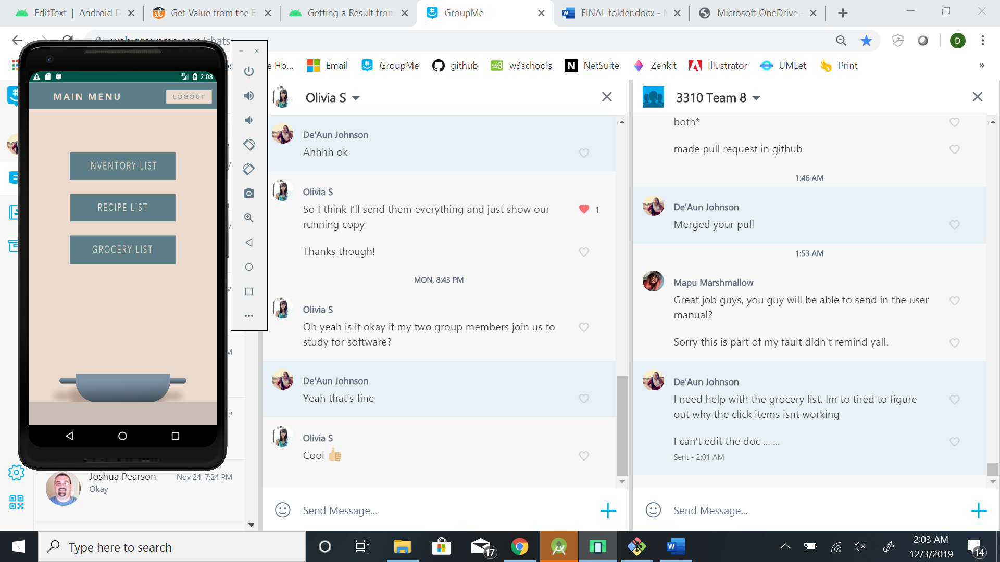 EditText | Android D
Get Value from the E
Getting a Result from
GroupMe
FINAL folder.docx - M
Microsoft OneDrive -
web.groupme.com/chats
D
e Ho...
Email
GroupMe
github
w3schools
NetSuite
Zenkit
Illustrator
UMLet
Print
LTE
2:03
MAIN MENU
LOGOUT
INVENTORY LIST
RECIPE LIST
GROCERY LIST
Joshua Pearson
Nov 24, 7:24 PM
Okay
Olivia S
De'Aun Johnson
Ahhhh ok
Olivia S
So I think I’ll send them everything and just show our
running copy
1
Thanks though!
MON, 8:43 PM
Olivia S
Oh yeah is it okay if my two group members join us to
study for software?
De'Aun Johnson
Yeah that’s fine
Olivia S
Cool 👍
Send Message...
3310 Team 8
both*
made pull request in github
1:46 AM
De'Aun Johnson
Merged your pull
1:53 AM
Mapu Marshmallow
Great job guys, you guy will be able to send in the user
manual?
Sorry this is part of my fault didn't remind yall.
De'Aun Johnson
I need help with the grocery list. Im to tired to figure
out why the click items isnt working
I can't edit the doc ... ...
Sent - 2:01 AM
Send Message...
Type here to search
17
2:03 AM
12/3/2019
14